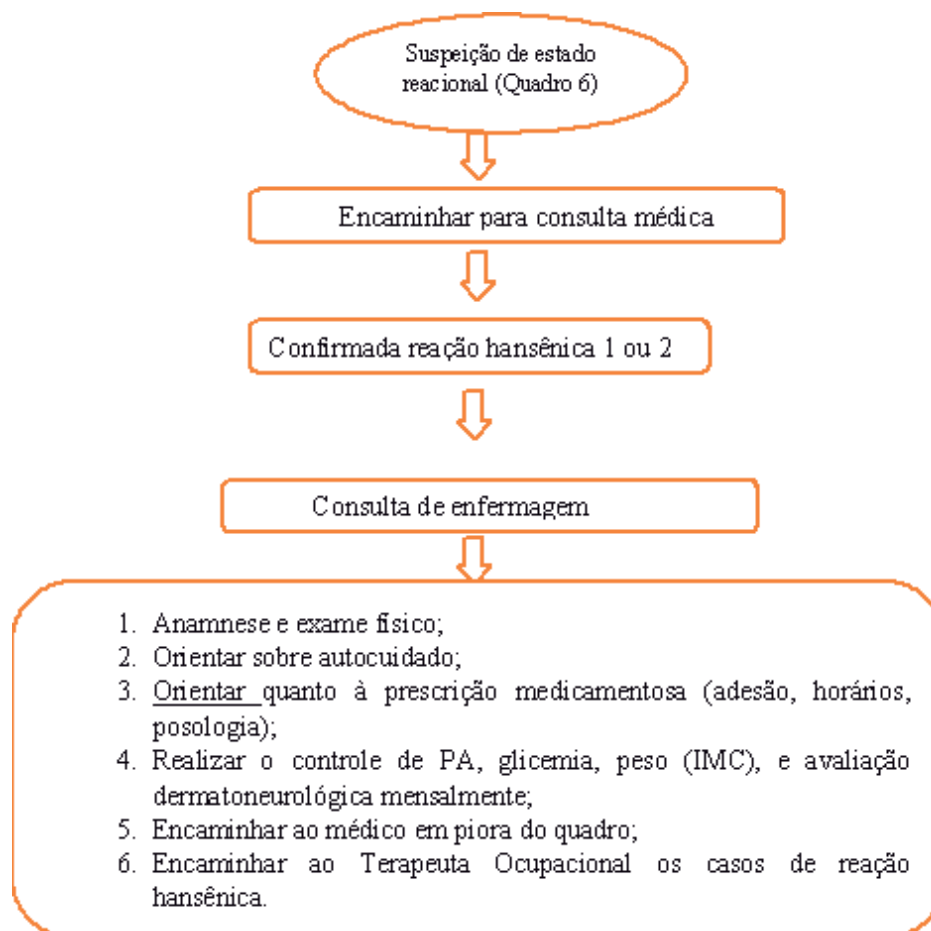 Suspeição de estado
reacional (Quadro 6)
Encaminhar para consulta médica
Confirmada reação hansênica 1 ou 2
Consulta de enfermagem
1. Anamnese e exame físico;
2. Orientar sobre autocuidado;
3. Orientar quanto à prescrição medicamentosa (adesão, horários,
posologia);
4. Realizar o controle de PA, glicemia, peso (IMC), e avaliação
dermatoneurológica mensalmente;
5. Encaminhar ao médico em piora do quadro;
6. Encaminhar ao Terapeuta Ocupacional os casos de reação
hansênica.